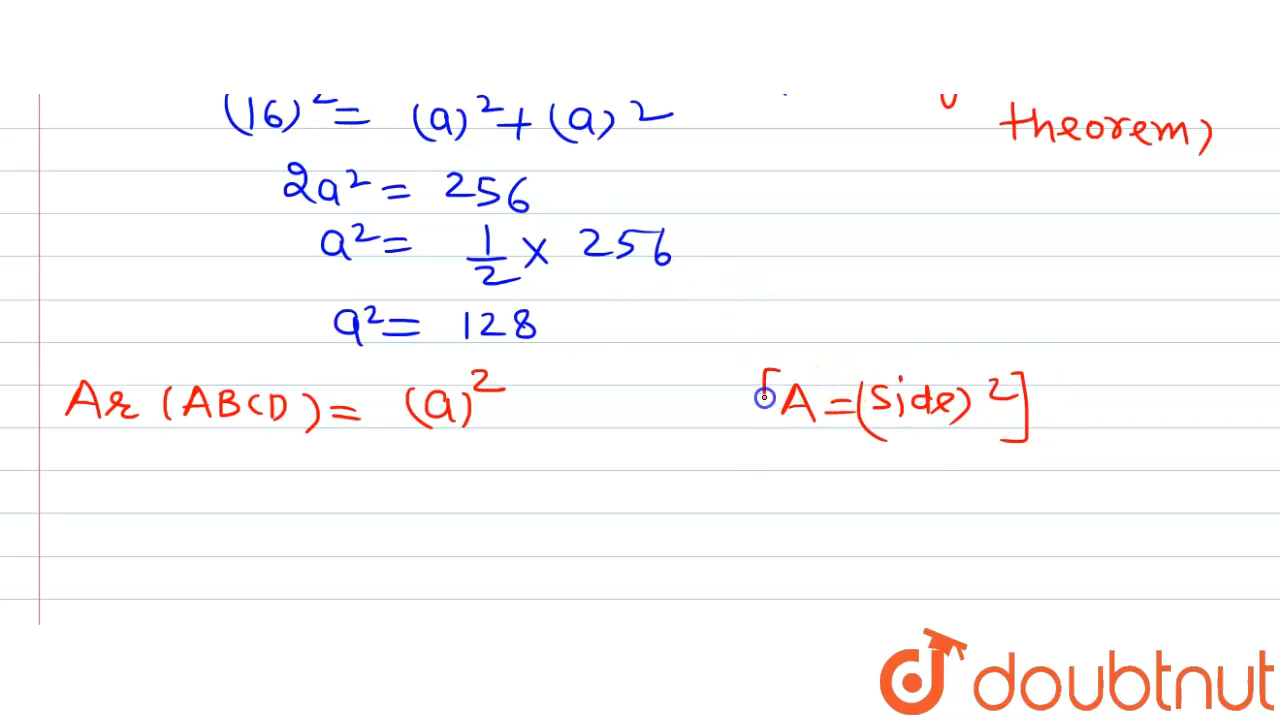 (16)² = (a)² + (a)²
theorem)
2a² = 256
a² = 1/2 × 256
a² = 128
Ar (ABCD) = (a)² [A = (Side)²]
doubtnut